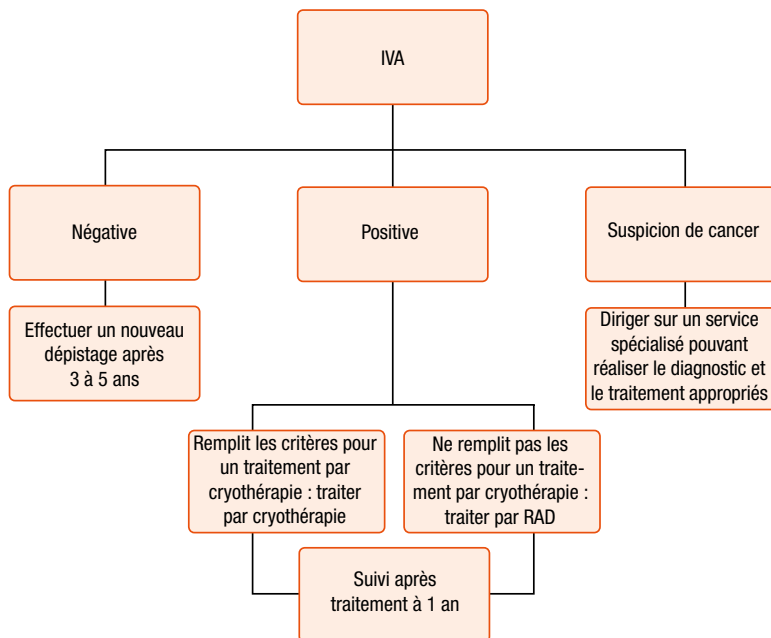 IVA
Négative
Positive
Suspicion de cancer
Effectuer un nouveau
dépistage après
3 à 5 ans
Diriger sur un service
spécialisé pouvant
réaliser le diagnostic et
le traitement appropriés
Remplit les critères pour
un traitement par
cryothérapie : traiter
par cryothérapie
Ne remplit pas les
critères pour un traite-
ment par cryothérapie :
traiter par RAD
Suivi après
traitement à 1 an